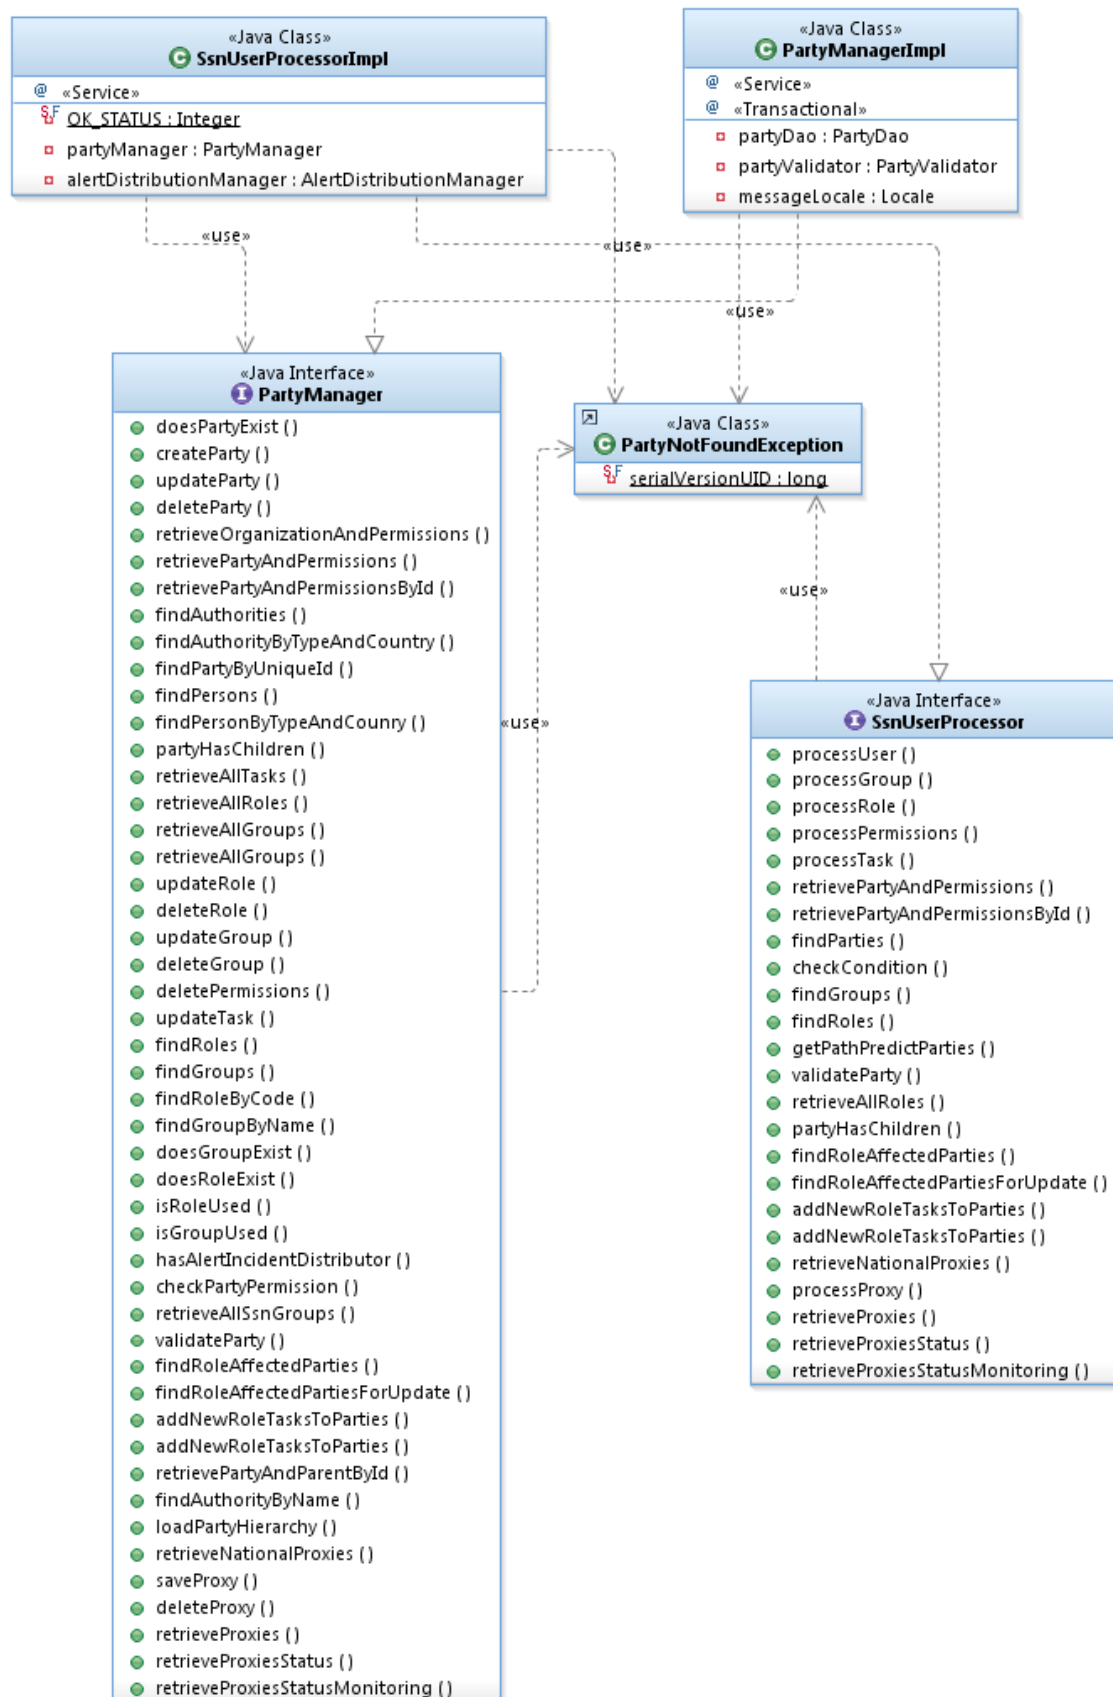 «Java Class»
SsnUserProcessorImpl
«Service»
OK_STATUS : Integer
partyManager : PartyManager
alertDistributionManager : AlertDistributionManager
«Java Class»
PartyManagerImpl
«Service»
«Transactional»
partyDao : PartyDao
partyValidator : PartyValidator
messageLocale : Locale
«use»
«use»
«use»
«Java Interface»
PartyManager
doesPartyExist ( )
createParty ( )
updateParty ( )
deleteParty ( )
retrieveOrganizationAndPermissions ( )
retrievePartyAndPermissions ( )
retrievePartyAndPermissionsById ( )
findAuthorities ( )
findAuthorityByTypeAndCountry ( )
findPartyByUniqueId ( )
findPersons ( )
findPersonByTypeAndCounry ( )
partyHasChildren ( )
retrieveAllTasks ( )
retrieveAllRoles ( )
retrieveAllGroups ( )
retrieveAllGroups ( )
updateRole ( )
deleteRole ( )
updateGroup ( )
deleteGroup ( )
deletePermissions ( )
updateTask ( )
findRoles ( )
findGroups ( )
findRoleByCode ( )
findGroupByName ( )
doesGroupExist ( )
doesRoleExist ( )
isRoleUsed ( )
isGroupUsed ( )
hasAlertIncidentDistributor ( )
checkPartyPermission ( )
retrieveAllSsnGroups ( )
validateParty ( )
findRoleAffectedParties ( )
findRoleAffectedPartiesForUpdate ( )
addNewRoleTasksToParties ( )
addNewRoleTasksToParties ( )
retrievePartyAndParentById ( )
findAuthorityByName ( )
loadPartyHierarchy ( )
retrieveNationalProxies ( )
saveProxy ( )
deleteProxy ( )
retrieveProxies ( )
retrieveProxiesStatus ( )
retrieveProxiesStatusMonitoring ( )
«Java Class»
PartyNotFoundException
serialVersionUID : long
«use»
«use»
«Java Interface»
SsnUserProcessor
processUser ( )
processGroup ( )
processRole ( )
processPermissions ( )
processTask ( )
retrievePartyAndPermissions ( )
retrievePartyAndPermissionsById ( )
findParties ( )
checkCondition ( )
findGroups ( )
findRoles ( )
getPathPredictParties ( )
validateParty ( )
retrieveAllRoles ( )
partyHasChildren ( )
findRoleAffectedParties ( )
findRoleAffectedPartiesForUpdate ( )
addNewRoleTasksToParties ( )
addNewRoleTasksToParties ( )
retrieveNationalProxies ( )
processProxy ( )
retrieveProxies ( )
retrieveProxiesStatus ( )
retrieveProxiesStatusMonitoring ( )